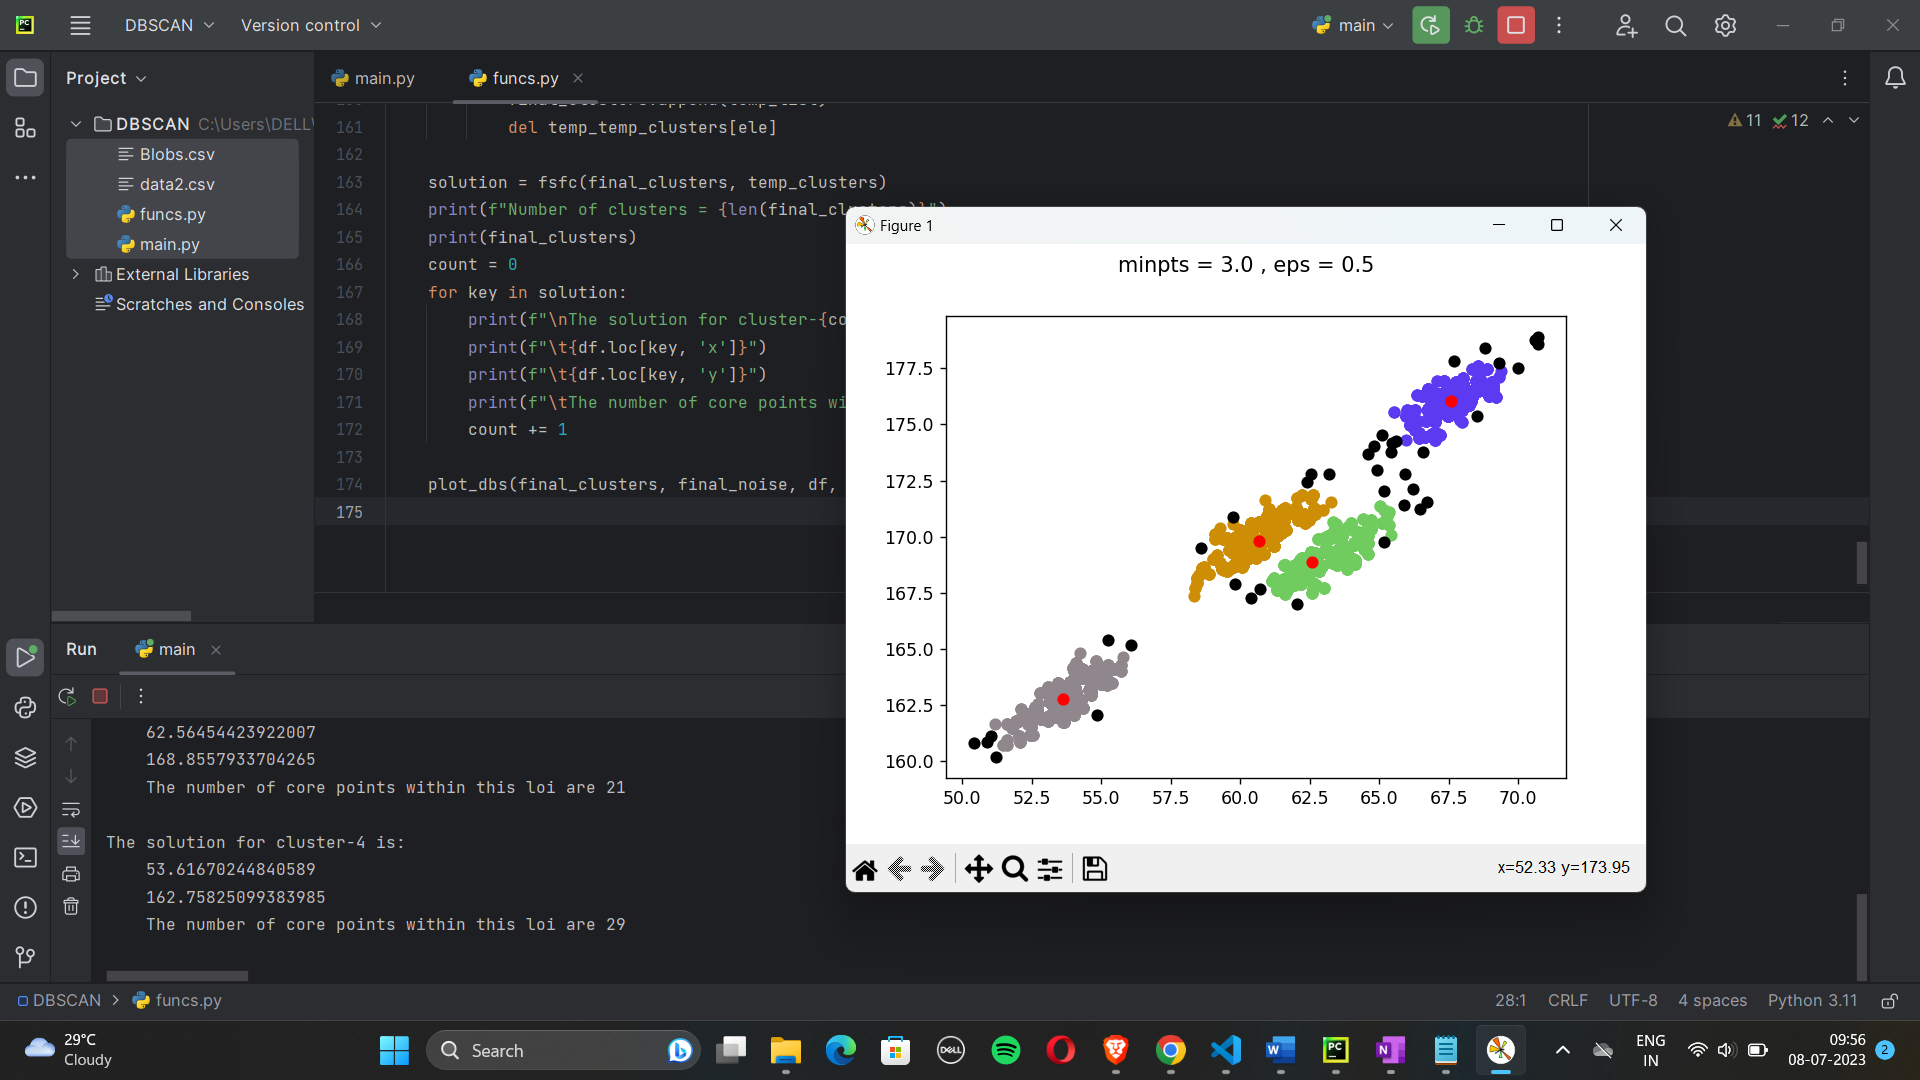 DBSCAN
Version control
main
Project
main.py
funcs.py
DBSCAN C:\Users\DELL\
Blobs.csv
data2.csv
funcs.py
main.py
External Libraries
Scratches and Consoles
11 12
161 del temp_temp_clusters[ele]
162
163 solution = fsfc(final_clusters, temp_clusters)
164 print(f"Number of clusters = {len(final_clusters)}")
165 print(final_clusters)
166 count = 0
167 for key in solution:
168 print(f"\nThe solution for cluster-{co
169 print(f"\t{df.loc[key, 'x']}")
170 print(f"\t{df.loc[key, 'y']}")
171 print(f"\tThe number of core points wi
172 count += 1
173
174 plot_dbs(final_clusters, final_noise, df,
175
Figure 1
minpts = 3.0 , eps = 0.5
177.5
175.0
172.5
170.0
167.5
165.0
162.5
160.0
50.0 52.5 55.0 57.5 60.0 62.5 65.0 67.5 70.0
x=52.33 y=173.95
Run
main
62.56454423922007
168.8557933704265
The number of core points within this loi are 21
The solution for cluster-4 is:
53.61670244840589
162.75825099383985
The number of core points within this loi are 29
DBSCAN > funcs.py
28:1 CRLF UTF-8 4 spaces Python 3.11
29°C
Cloudy
Search
ENG
IN
09:56
08-07-2023
2